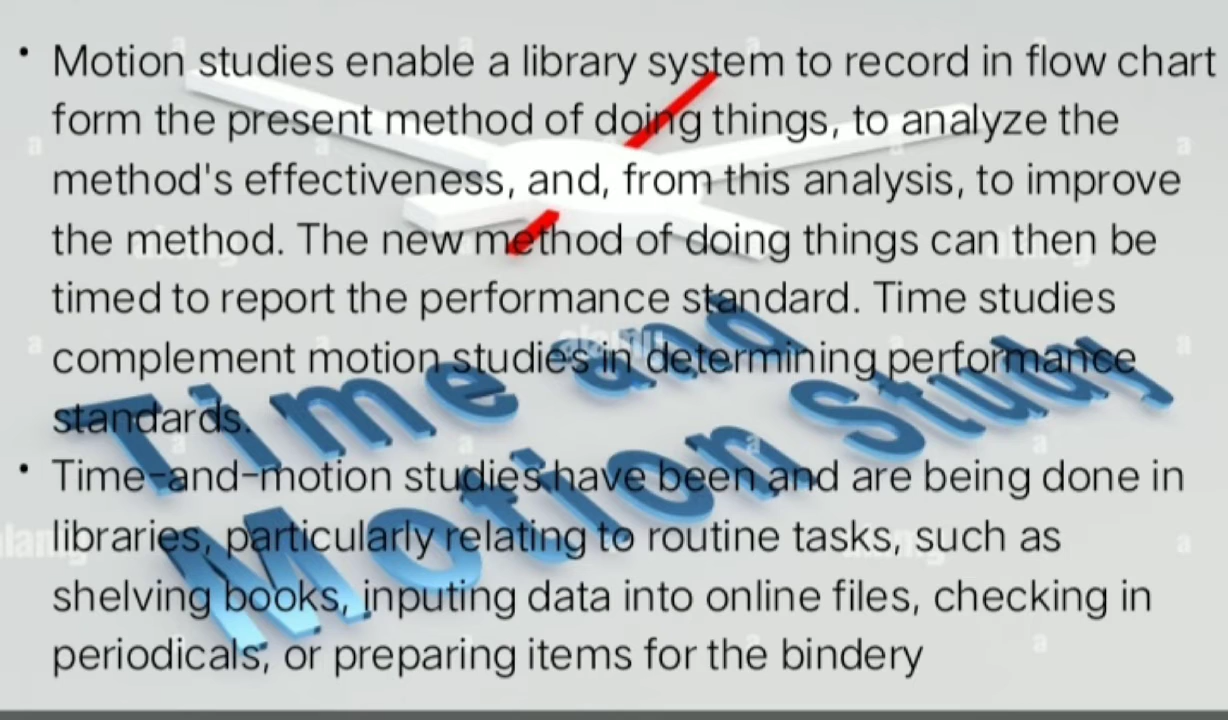 • Motion studies enable a library system to record in flow chart
form the present method of doing things, to analyze the
method's effectiveness, and, from this analysis, to improve
the method. The new method of doing things can then be
timed to report the performance standard. Time studies
complement motion studies in determining performance
standards.
• Time-and-motion studies have been and are being done in
libraries, particularly relating to routine tasks, such as
shelving books, inputing data into online files, checking in
periodicals, or preparing items for the bindery
Time and
Motion Study
alamy